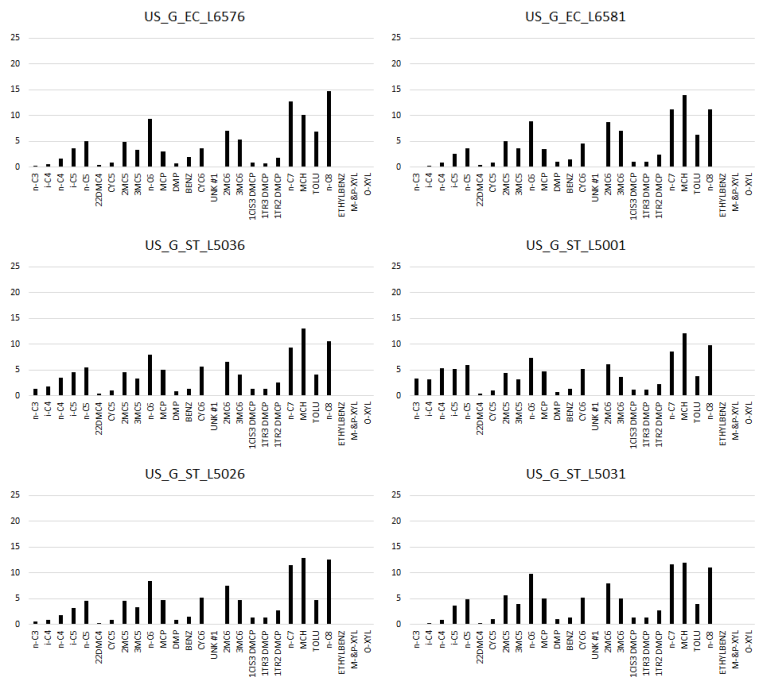 US_G_EC_L6576
25
20
15
10
5
0
n-C3
i-C4
n-C4
i-C5
n-C5
22DMC4
CYC5
2MC5
3MC5
n-C6
MCP
DMP
BENZ
CYC6
UNK #1
2MC6
3MC6
1CIS3 DMCP
1TR3 DMCP
1TR2 DMCP
n-C7
MCH
TOLU
n-C8
ETHYLBENZ
M-&P-XYL
O-XYL
US_G_EC_L6581
25
20
15
10
5
0
n-C3
i-C4
n-C4
i-C5
n-C5
22DMC4
CYC5
2MC5
3MC5
n-C6
MCP
DMP
BENZ
CYC6
UNK #1
2MC6
3MC6
1CIS3 DMCP
1TR3 DMCP
1TR2 DMCP
n-C7
MCH
TOLU
n-C8
ETHYLBENZ
M-&P-XYL
O-XYL
US_G_ST_L5036
25
20
15
10
5
0
n-C3
i-C4
n-C4
i-C5
n-C5
22DMC4
CYC5
2MC5
3MC5
n-C6
MCP
DMP
BENZ
CYC6
UNK #1
2MC6
3MC6
1CIS3 DMCP
1TR3 DMCP
1TR2 DMCP
n-C7
MCH
TOLU
n-C8
ETHYLBENZ
M-&P-XYL
O-XYL
US_G_ST_L5001
25
20
15
10
5
0
n-C3
i-C4
n-C4
i-C5
n-C5
22DMC4
CYC5
2MC5
3MC5
n-C6
MCP
DMP
BENZ
CYC6
UNK #1
2MC6
3MC6
1CIS3 DMCP
1TR3 DMCP
1TR2 DMCP
n-C7
MCH
TOLU
n-C8
ETHYLBENZ
M-&P-XYL
O-XYL
US_G_ST_L5026
25
20
15
10
5
0
n-C3
i-C4
n-C4
i-C5
n-C5
22DMC4
CYC5
2MC5
3MC5
n-C6
MCP
DMP
BENZ
CYC6
UNK #1
2MC6
3MC6
1CIS3 DMCP
1TR3 DMCP
1TR2 DMCP
n-C7
MCH
TOLU
n-C8
ETHYLBENZ
M-&P-XYL
O-XYL
US_G_ST_L5031
25
20
15
10
5
0
n-C3
i-C4
n-C4
i-C5
n-C5
22DMC4
CYC5
2MC5
3MC5
n-C6
MCP
DMP
BENZ
CYC6
UNK #1
2MC6
3MC6
1CIS3 DMCP
1TR3 DMCP
1TR2 DMCP
n-C7
MCH
TOLU
n-C8
ETHYLBENZ
M-&P-XYL
O-XYL